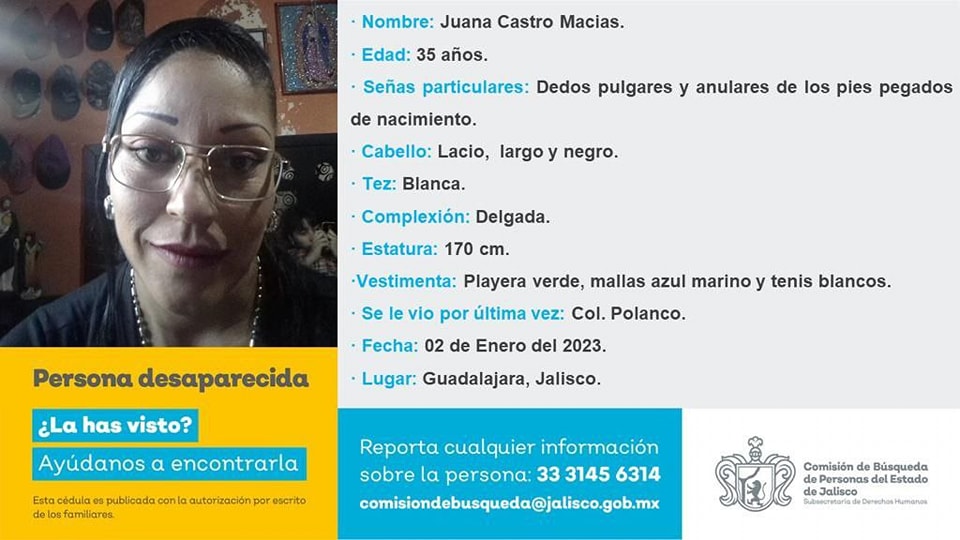 · Nombre: Juana Castro Macias.
· Edad: 35 años.
· Señas particulares: Dedos pulgares y anulares de los pies pegados
de nacimiento.
· Cabello: Lacio, largo y negro.
· Tez: Blanca.
· Complexión: Delgada.
· Estatura: 170 cm.
·Vestimenta: Playera verde, mallas azul marino y tenis blancos.
· Se le vio por última vez: Col. Polanco.
· Fecha: 02 de Enero del 2023.
· Lugar: Guadalajara, Jalisco.
Persona desaparecida
¿La has visto?
Ayúdanos a encontrarla
Esta cédula es publicada con la autorización por escrito
de los familiares.
Reporta cualquier información
sobre la persona: 33 3145 6314
comisiondebusqueda@jalisco.gob.mx
Comisión de Búsqueda
de Personas del Estado
de Jalisco
Subsecretaría de Derechos Humanos